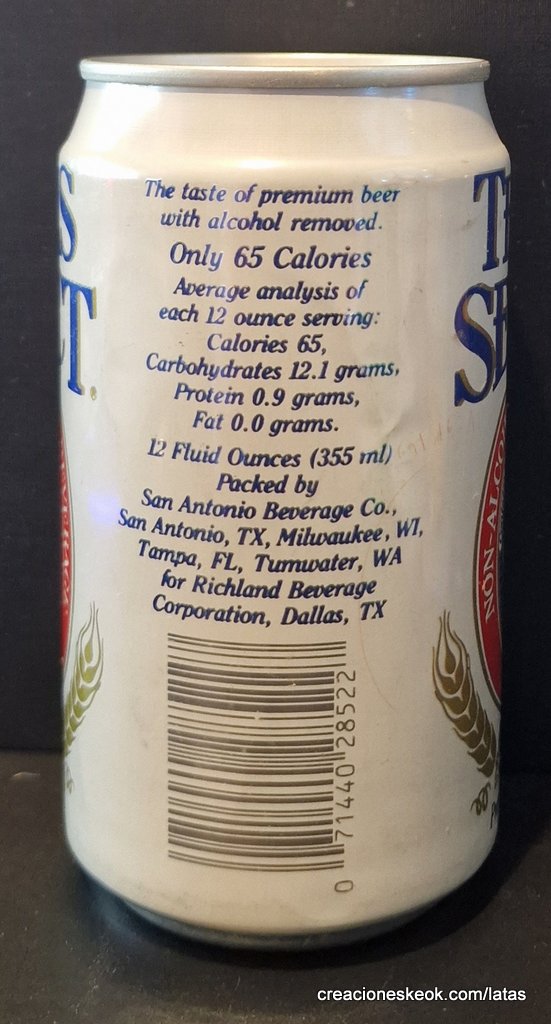 The taste of premium beer
with alcohol removed.
Only 65 Calories
Average analysis of
each 12 ounce serving:
Calories 65,
Carbohydrates 12.1 grams,
Protein 0.9 grams,
Fat 0.0 grams.
12 Fluid Ounces (355 ml)
Packed by
San Antonio Beverage Co.,
San Antonio, TX, Milwaukee, WI,
Tampa, FL, Tumwater, WA
for Richland Beverage
Corporation, Dallas, TX
0 71440 28522
creacioneskeok.com/latas